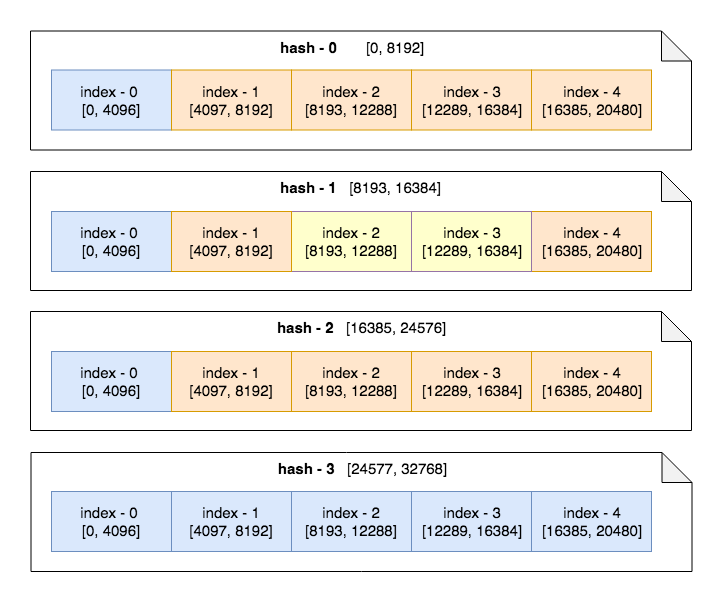 hash - 0 [0, 8192]
index - 0 index - 1 index - 2 index - 3 index - 4
[0, 4096] [4097, 8192] [8193, 12288] [12289, 16384] [16385, 20480]
hash - 1 [8193, 16384]
index - 0 index - 1 index - 2 index - 3 index - 4
[0, 4096] [4097, 8192] [8193, 12288] [12289, 16384] [16385, 20480]
hash - 2 [16385, 24576]
index - 0 index - 1 index - 2 index - 3 index - 4
[0, 4096] [4097, 8192] [8193, 12288] [12289, 16384] [16385, 20480]
hash - 3 [24577, 32768]
index - 0 index - 1 index - 2 index - 3 index - 4
[0, 4096] [4097, 8192] [8193, 12288] [12289, 16384] [16385, 20480]